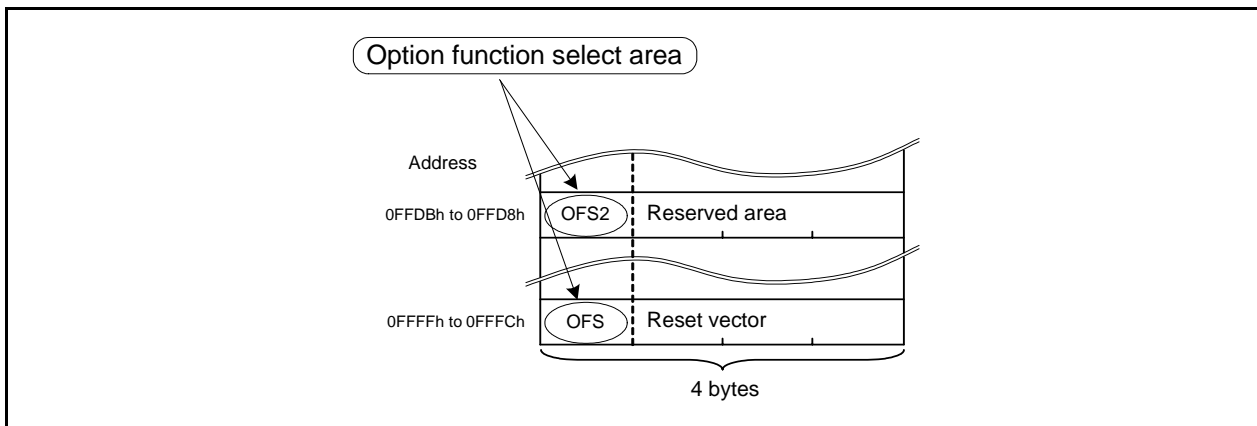 Option function select area
Address
0FFDBh to 0FFD8h OFS2 Reserved area
0FFFFh to 0FFFCh OFS Reset vector
4 bytes